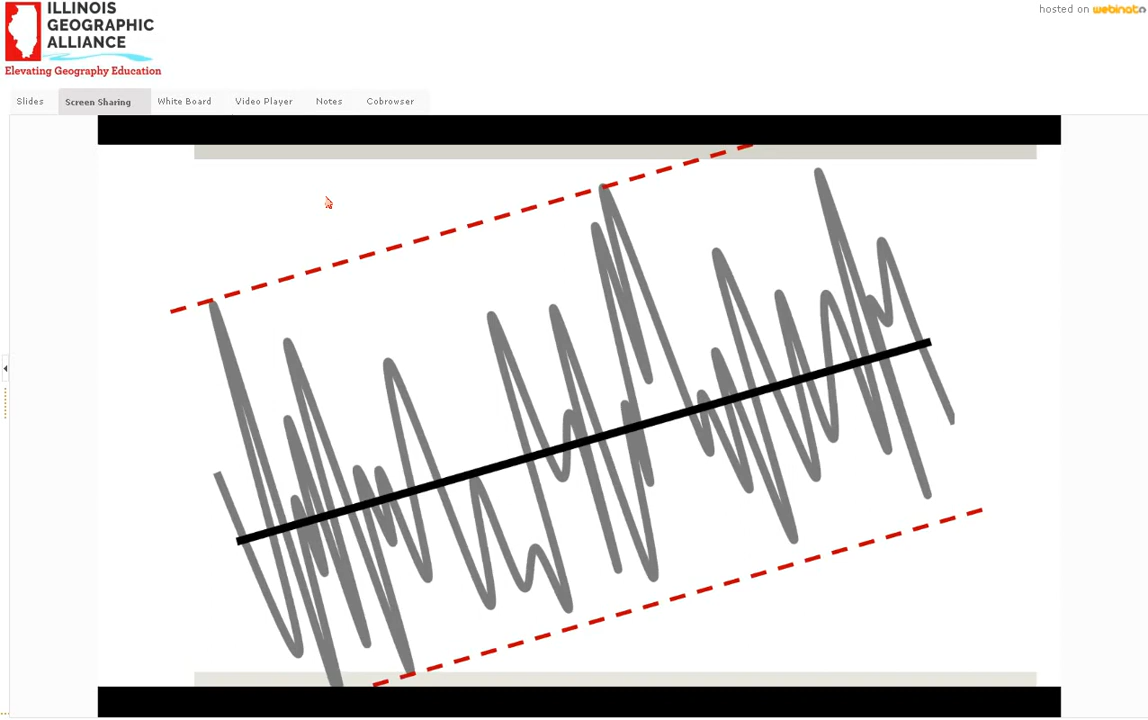 ILLINOIS
GEOGRAPHIC
ALLIANCE
Elevating Geography Education
hosted on webinato
Slides
Screen Sharing
White Board
Video Player
Notes
Cobrowser